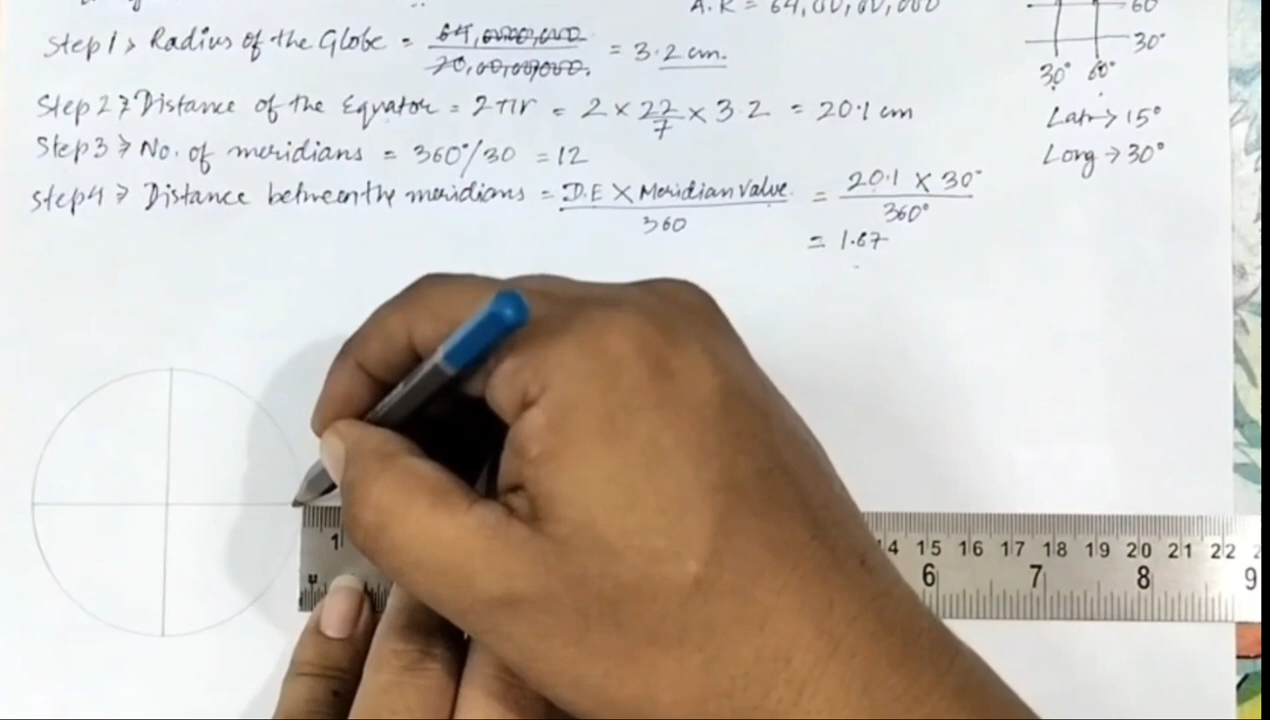 A.R = 64,00,00,000
Step 1 > Radius of the Globe = 64,0000,000 / 20,00,00,000. = 3.2 cm.
Step 2 > Distance of the Equator = 2πr = 2 × 22/7 × 3.2 = 20.1 cm
Step 3 > No. of meridians = 360°/30 = 12
Step 4 > Distance between the meridians = D.E × Meridian Value / 360 = 20.1 × 30° / 360°
= 1.67
60
30°
30° 60°
Lat → 15°
Long → 30°
1 14 15 16 17 18 19 20 21 22
6 7 8 9